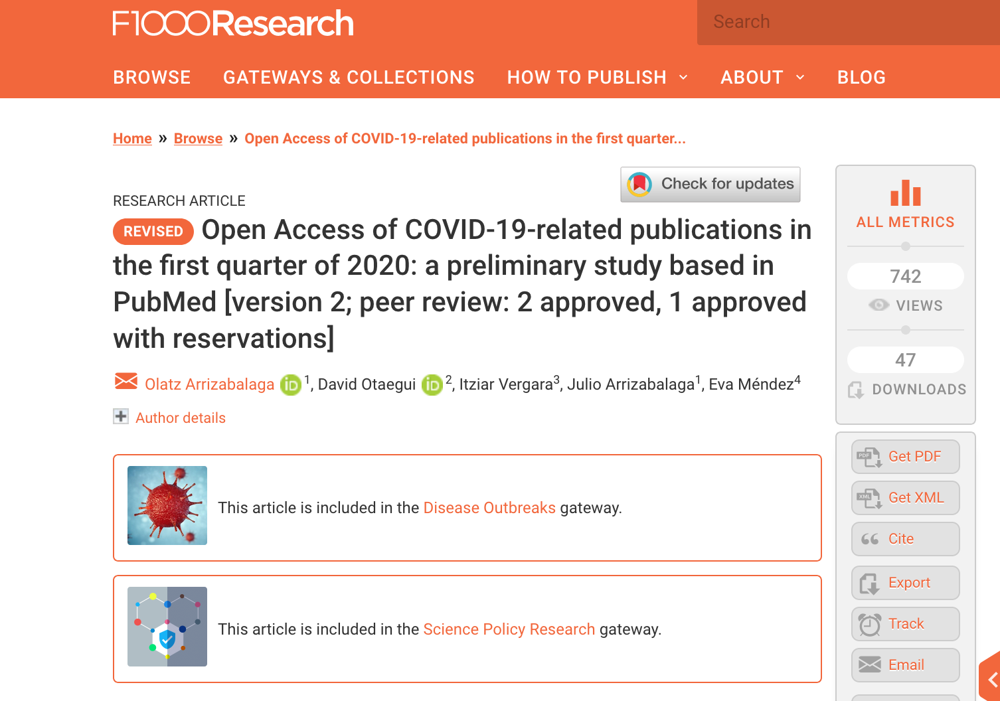 F1000Research
Search
BROWSE GATEWAYS & COLLECTIONS HOW TO PUBLISH ABOUT BLOG
Home » Browse » Open Access of COVID-19-related publications in the first quarter...
Check for updates
RESEARCH ARTICLE
REVISED Open Access of COVID-19-related publications in
the first quarter of 2020: a preliminary study based in
PubMed [version 2; peer review: 2 approved, 1 approved
with reservations]
Olatz Arrizabalaga iD 1, David Otaegui iD 2, Itziar Vergara3, Julio Arrizabalaga1, Eva Méndez4
Author details
This article is included in the Disease Outbreaks gateway.
This article is included in the Science Policy Research gateway.
ALL METRICS
742
VIEWS
47
DOWNLOADS
PDF Get PDF
XML Get XML
Cite
Export
Track
Email